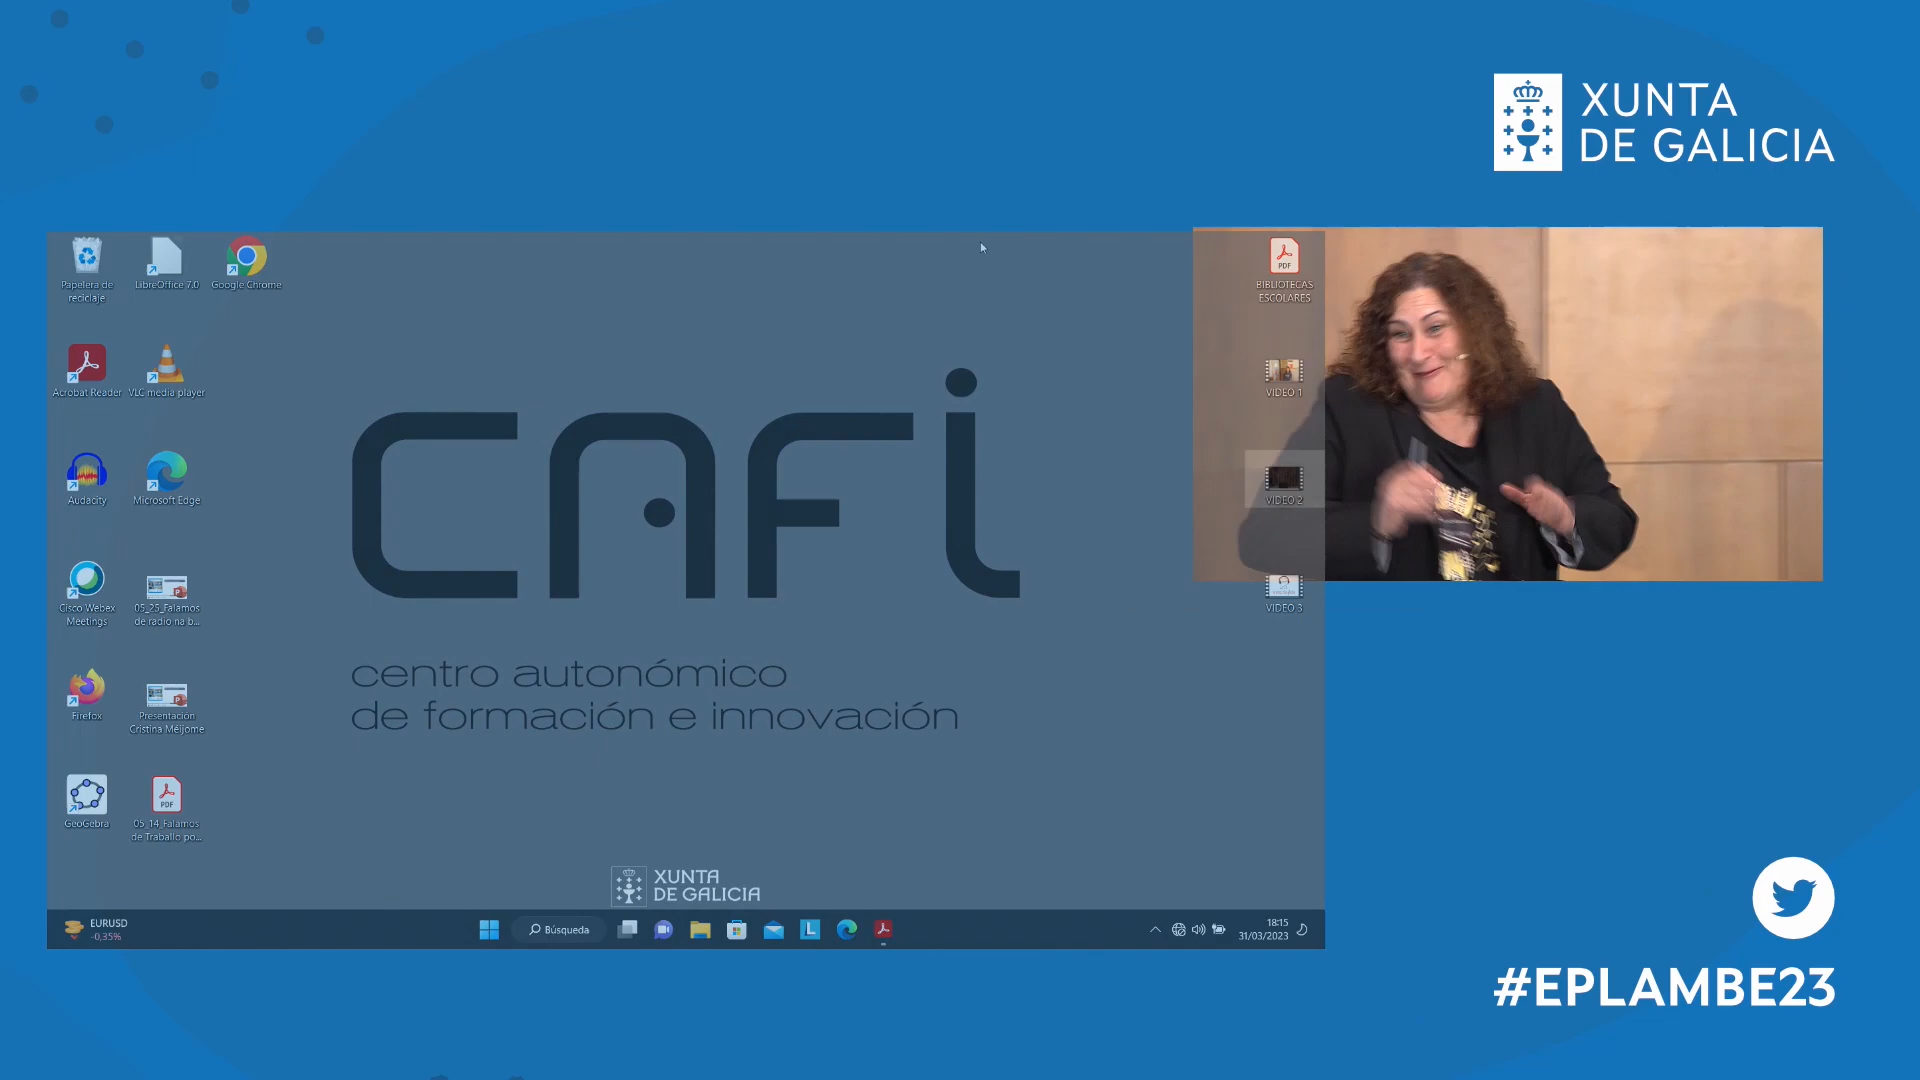 XUNTA
DE GALICIA
Papelera de
reciclaje
LibreOffice 7.0
Google Chrome
BIBLIOTECAS
ESCOLARES
Acrobat Reader
VLC media player
VIDEO 1
Audacity
Microsoft Edge
VIDEO 2
CAFi
Cisco Webex
Meetings
05_25_Falamos
de radio na b...
VIDEO 3
centro autonómico
de formación e innovación
Firefox
Presentación
Cristina Méijome
GeoGebra
05_14_Falamos
de Traballo po...
XUNTA
DE GALICIA
EURUSD
-0,35%
Búsqueda
18:15
31/03/2023
#EPLAMBE23